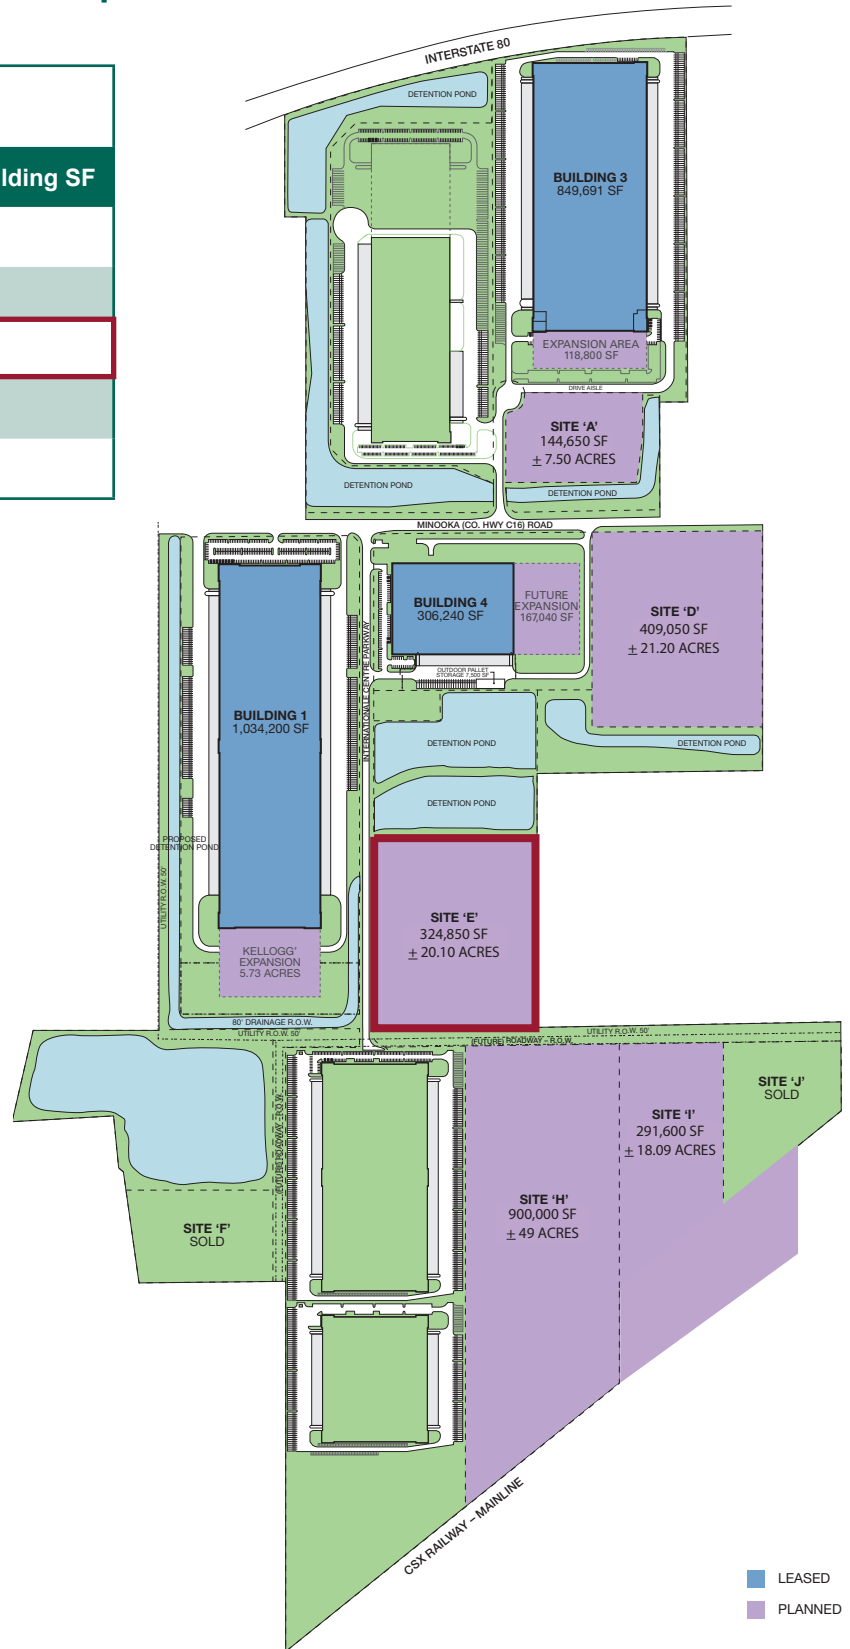 INTERSTATE 80
DETENTION POND
lding SF
BUILDING 3
849,691 SF
EXPANSION AREA
118,800 SF
DRIVE AISLE
SITE ‘A’
144,650 SF
± 7.50 ACRES
DETENTION POND
DETENTION POND
MINOOKA (CO. HWY C16) ROAD
BUILDING 4
306,240 SF
FUTURE
EXPANSION
167,040 SF
SITE ‘D’
409,050 SF
± 21.20 ACRES
OUTDOOR PALLET
STORAGE 7,500 SF
INTERNATIONALE CENTRE PARKWAY
BUILDING 1
1,034,200 SF
DETENTION POND
DETENTION POND
DETENTION POND
PROPOSED
DETENTION POND
UTILITY R.O.W. 50'
SITE ‘E’
324,850 SF
± 20.10 ACRES
KELLOGG’
EXPANSION
5.73 ACRES
80' DRAINAGE R.O.W.
UTILITY R.O.W. 50'
UTILITY R.O.W. 50'
(FUTURE) ROADWAY – R.O.W.
(FUTURE) ROADWAY – R.O.W.
SITE ‘J’
SOLD
SITE ‘I’
291,600 SF
± 18.09 ACRES
SITE ‘H’
900,000 SF
± 49 ACRES
SITE ‘F’
SOLD
CSX RAILWAY – MAINLINE
LEASED
PLANNED